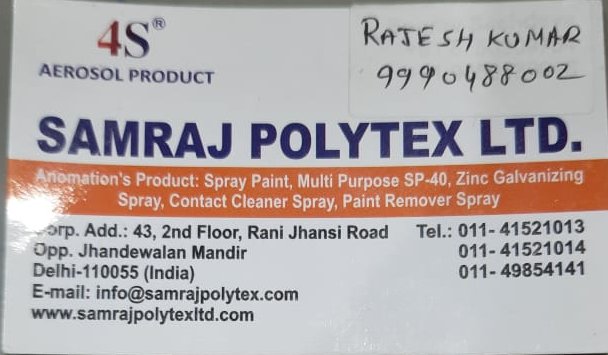 4S®
AEROSOL PRODUCT
RAJESH KUMAR
9990488002
SAMRAJ POLYTEX LTD.
Anomation's Product: Spray Paint, Multi Purpose SP-40, Zinc Galvanizing
Spray, Contact Cleaner Spray, Paint Remover Spray
Corp. Add.: 43, 2nd Floor, Rani Jhansi Road
Opp. Jhandewalan Mandir
Delhi-110055 (India)
E-mail: info@samrajpolytex.com
www.samrajpolytexltd.com
Tel.: 011- 41521013
011- 41521014
011- 49854141